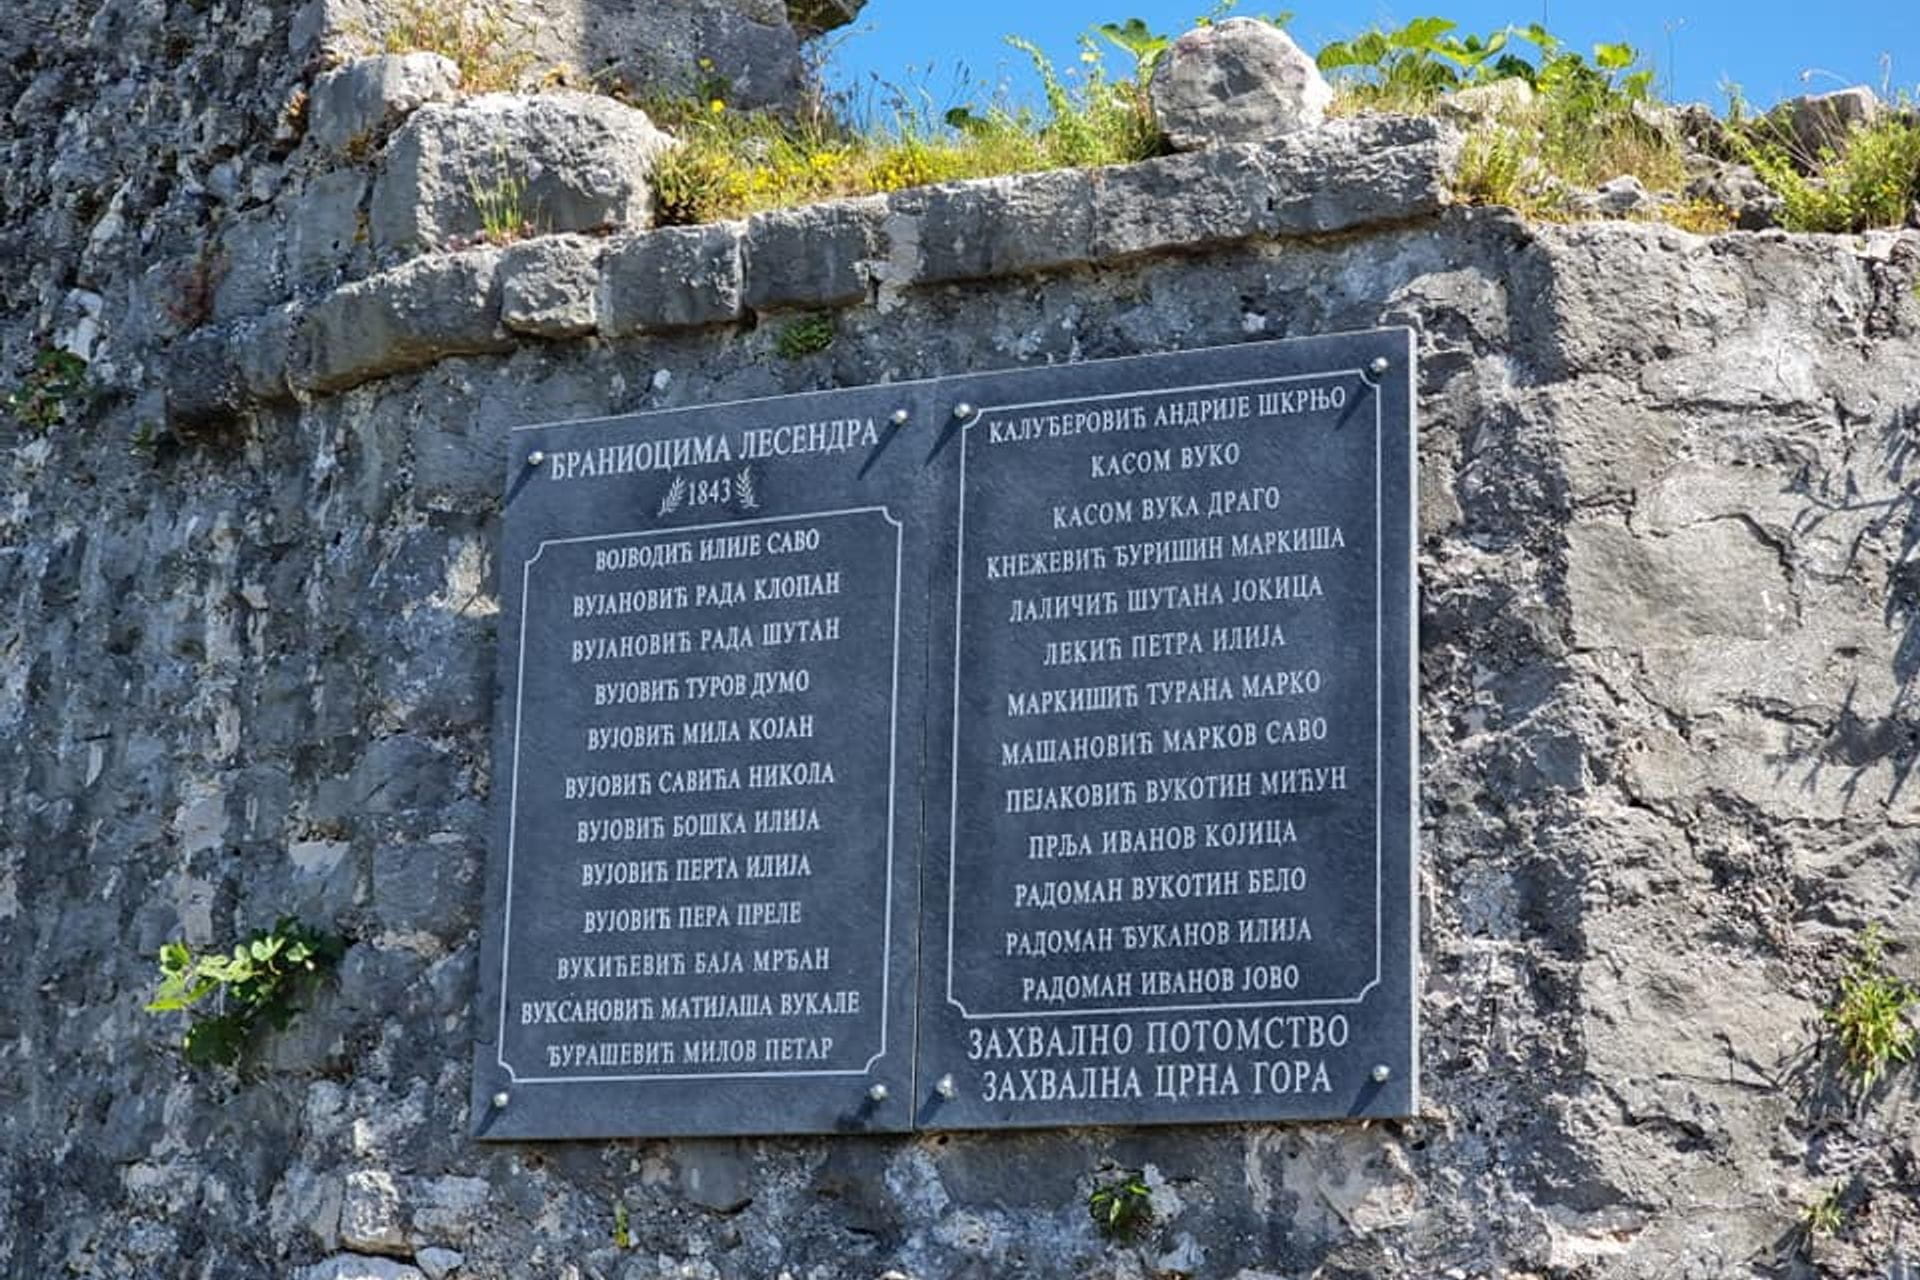 БРАНИОЦИМА ЛЕСЕНДРА
1843
ВОЈВОДИЋ ИЛИЈЕ САВО
ВУЈАНОВИЋ РАДА КЛОПАН
ВУЈАНОВИЋ РАДА ШУТАН
ВУЈОВИЋ ТУРОВ ДУМО
ВУЈОВИЋ МИЛА КОЈАН
ВУЈОВИЋ САВИЋА НИКОЛА
ВУЈОВИЋ БОШКА ИЛИЈА
ВУЈОВИЋ ПЕРТА ИЛИЈА
ВУЈОВИЋ ПЕРА ПРЕЛЕ
ВУКИЋЕВИЋ БАЈА МРЂАН
ВУКСАНОВИЋ МАТИЈАША ВУКАЛЕ
ЂУРАШЕВИЋ МИЛОВ ПЕТАР
КАЛУЂЕРОВИЋ АНДРИЈЕ ШКРЊО
КАСОМ ВУКО
КАСОМ ВУКА ДРАГО
КНЕЖЕВИЋ ЂУРИШИН МАРКИША
ЛАЛИЧИЋ ШУТАНА ЈОКИЦА
ЛЕКИЋ ПЕТРА ИЛИЈА
МАРКИШИЋ ТУРАНА МАРКО
МАШАНОВИЋ МАРКОВ САВО
ПЕЈАКОВИЋ ВУКОТИН МИЋУН
ПРЉА ИВАНОВ КОЈИЦА
РАДОМАН ВУКОТИН БЕЛО
РАДОМАН ЂУКАНОВ ИЛИЈА
РАДОМАН ИВАНОВ ЈОВО
ЗАХВАЛНО ПОТОМСТВО
ЗАХВАЛНА ЦРНА ГОРА